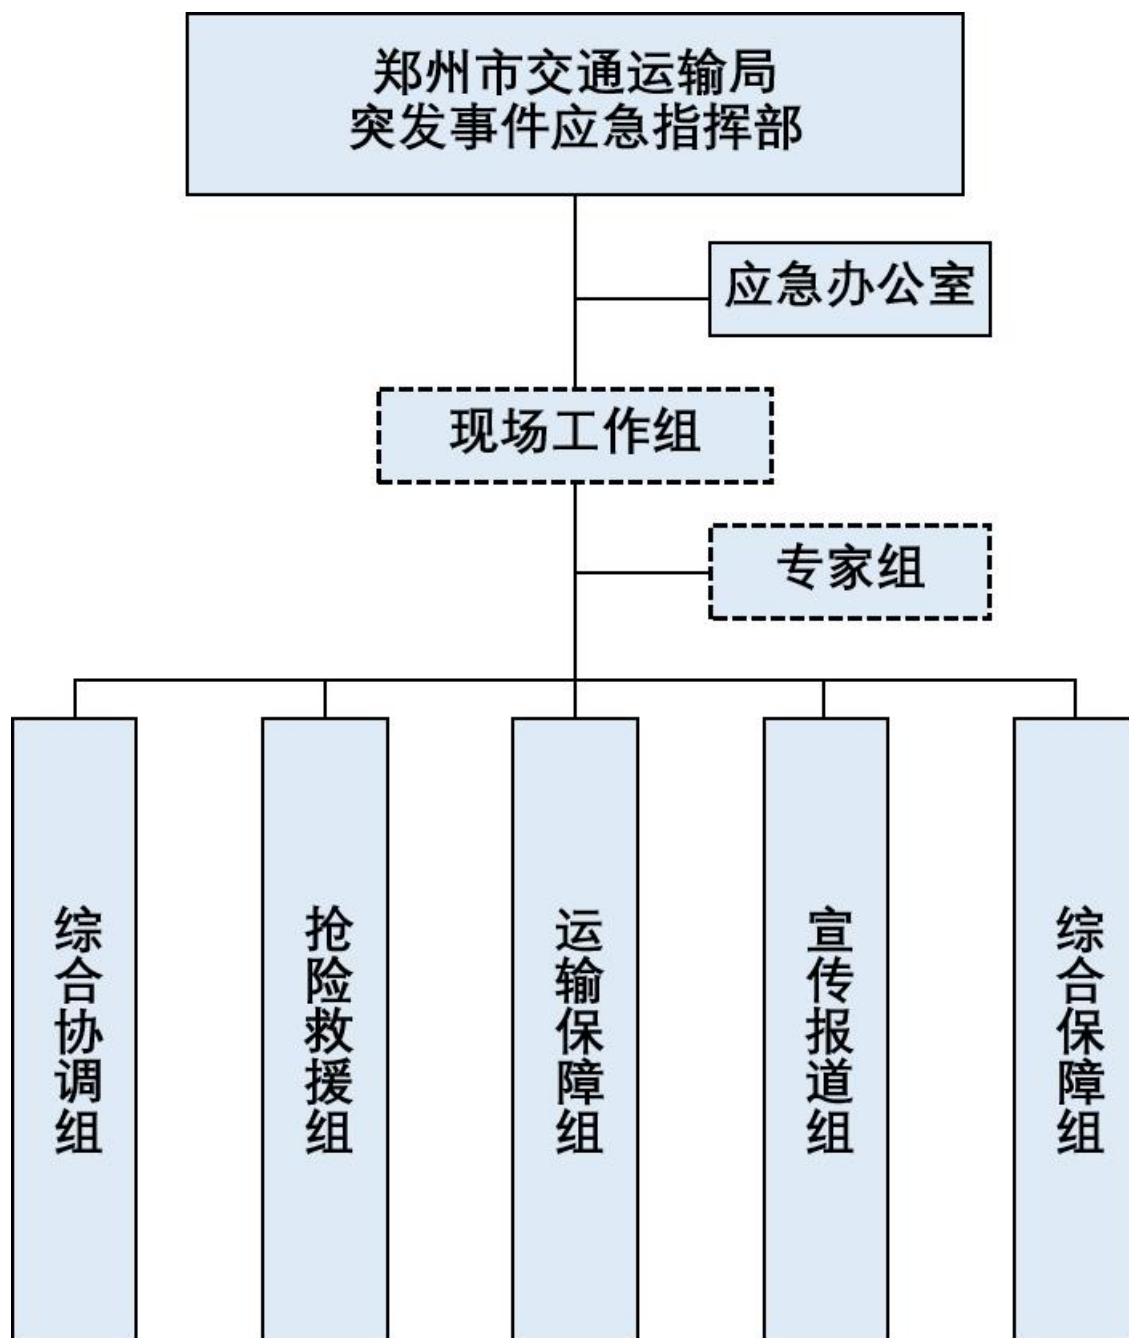 郑州市交通运输局
突发事件应急指挥部
应急办公室
现场工作组
专家组
综合协调组
抢险救援组
运输保障组
宣传报道组
综合保障组